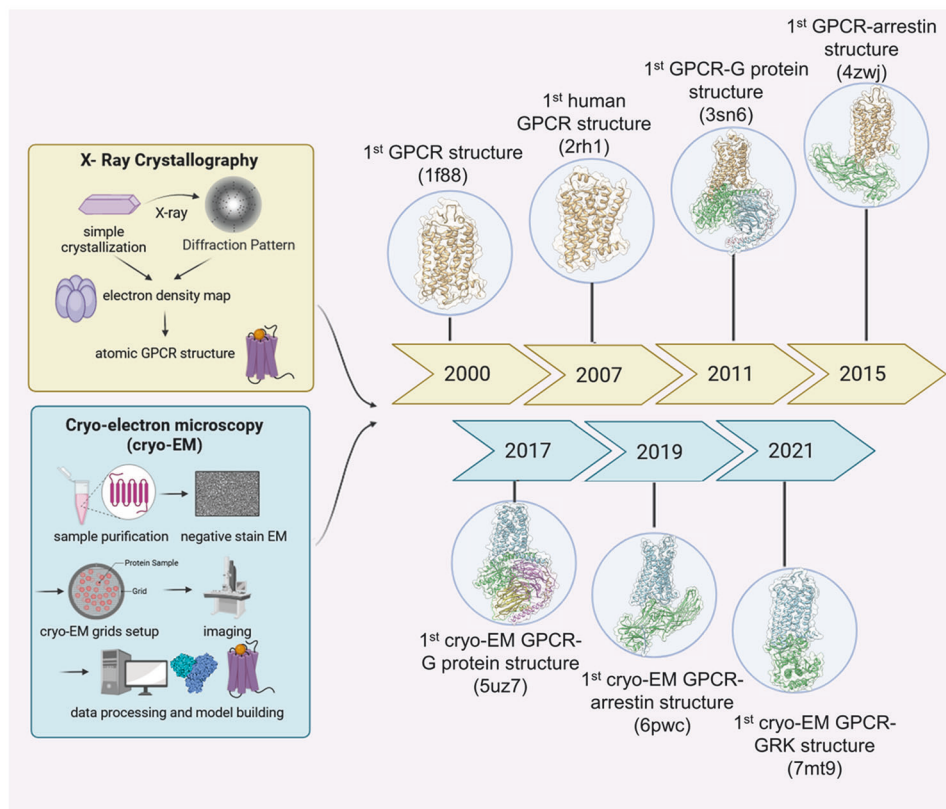 X- Ray Crystallography
X-ray
simple
crystallization
Diffraction Pattern
electron density map
atomic GPCR structure
Cryo-electron microscopy
(cryo-EM)
sample purification
negative stain EM
Protein Sample
Grid
cryo-EM grids setup
imaging
data processing and model building
1st GPCR structure
(1f88)
1st human
GPCR structure
(2rh1)
1st GPCR-G protein
structure
(3sn6)
1st GPCR-arrestin
structure
(4zwj)
2000
2007
2011
2015
2017
2019
2021
1st cryo-EM GPCR-
G protein structure
(5uz7)
1st cryo-EM GPCR-
arrestin structure
(6pwc)
1st cryo-EM GPCR-
GRK structure
(7mt9)